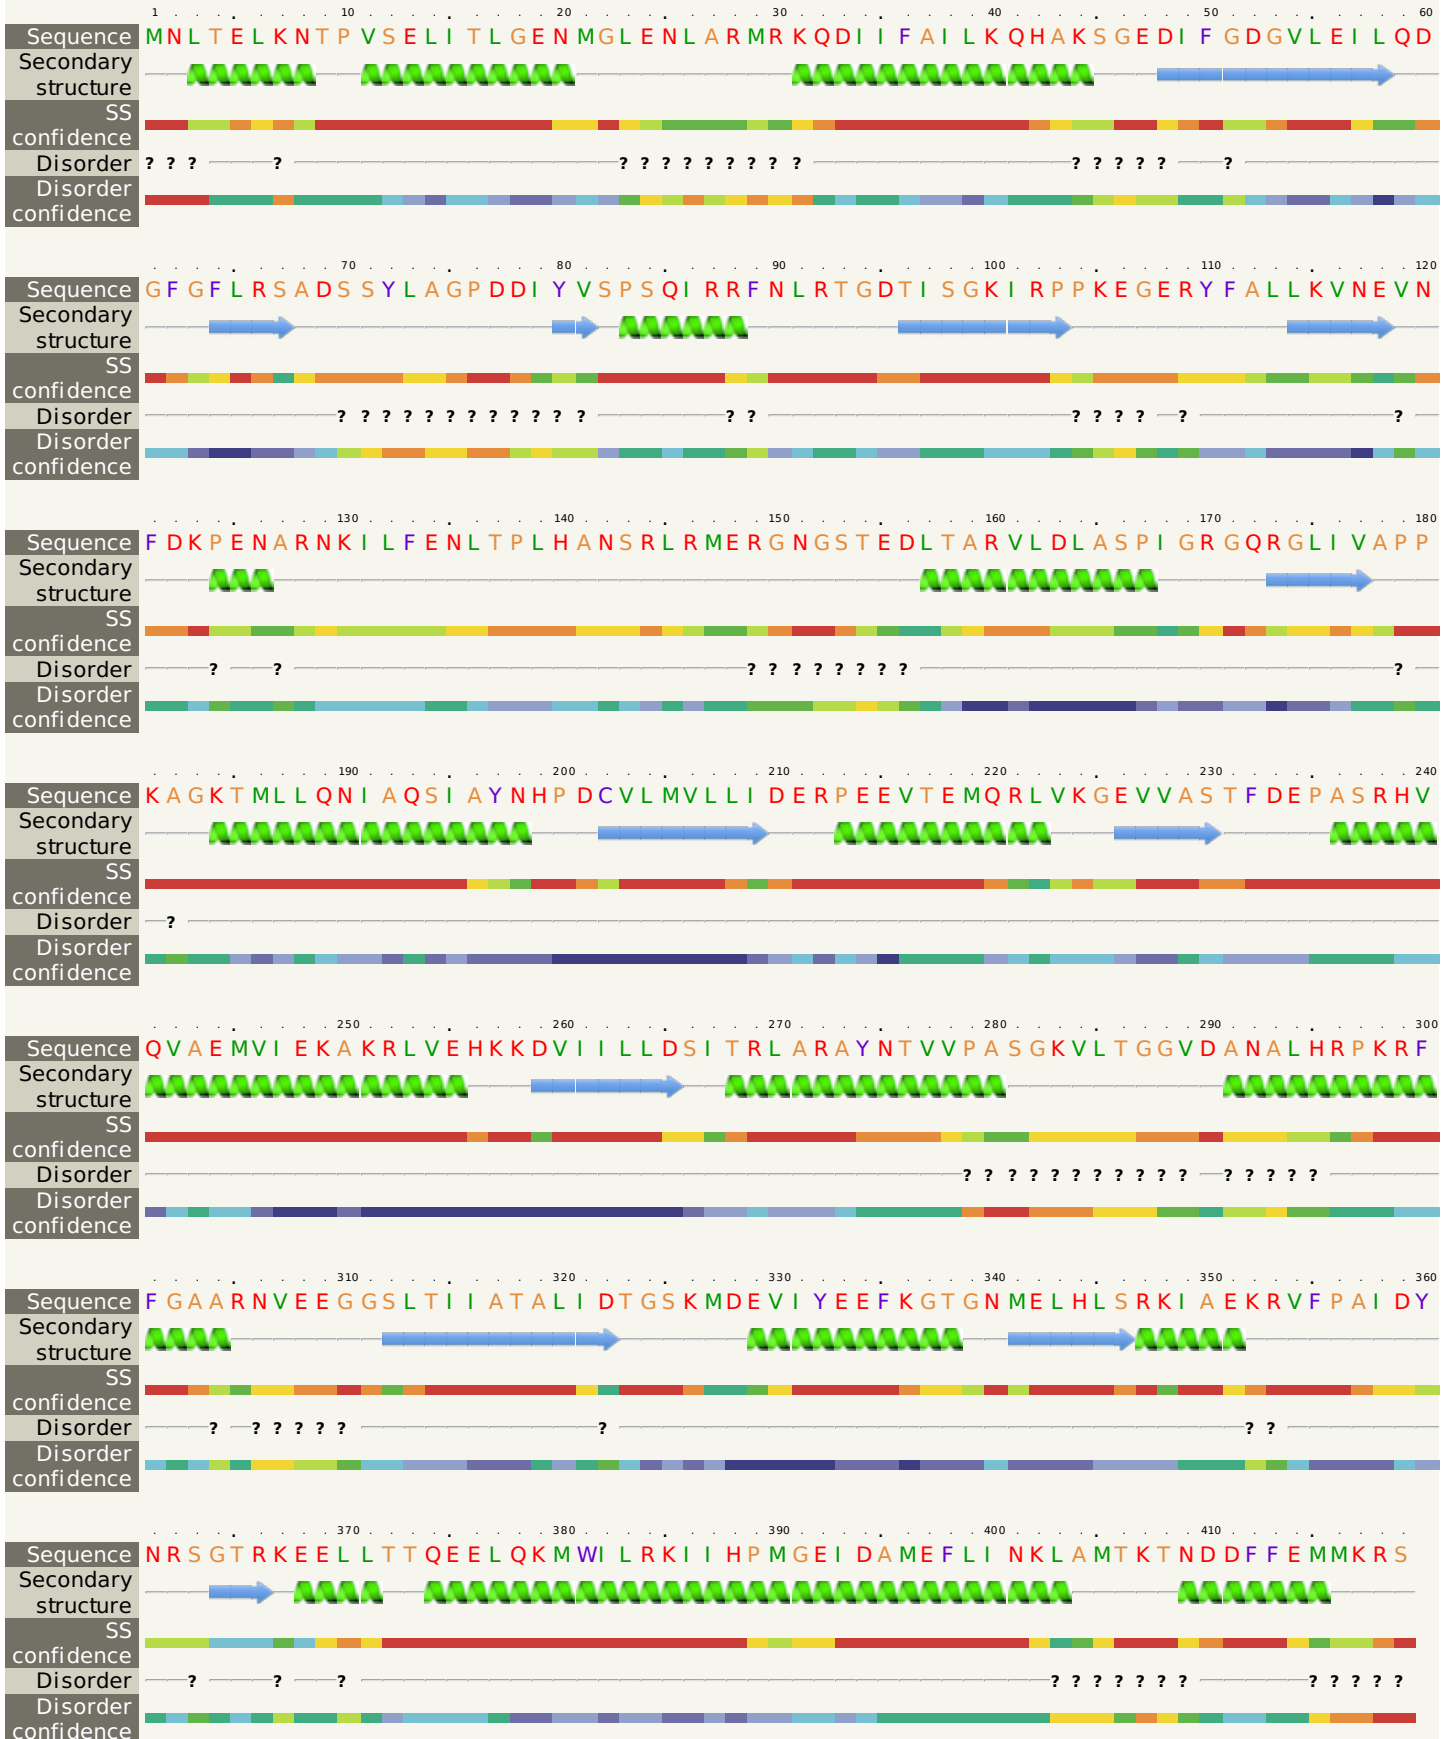 1 10 20 30 40 50 60
Sequence MNLTELKNTPVSELITLGENMGLENLARMRKQDIIFAILKQHAKSGEDIFGDGVLEILQD
Secondary
structure
SS
confidence
Disorder ? ? ? ? ? ? ? ? ? ? ? ? ? ? ? ? ? ? ?
Disorder
confidence
70 80 90 100 110 120
Sequence GFGFLRSADSSYLAGPDDIYVSPSQIRRFNLRTGDTISGKIRPPKEGERYFALLKVNEVN
Secondary
structure
SS
confidence
Disorder ? ? ? ? ? ? ? ? ? ? ? ? ? ? ? ? ? ? ? ?
Disorder
confidence
130 140 150 160 170 180
Sequence FDKPENARNKILFENLTPLHANSRLRMERGNGSTEDLTARVLDLASPIGRGQRGLIVAPP
Secondary
structure
SS
confidence
Disorder ? ? ? ? ? ? ? ? ? ? ?
Disorder
confidence
190 200 210 220 230 240
Sequence KAGKTMLLQNIAQSIAYNHPDCVLMVLLIDERPEEVTEMQRLVKGEVVASTFDEPASRHV
Secondary
structure
SS
confidence
Disorder ?
Disorder
confidence
250 260 270 280 290 300
Sequence QVAEMVIEKAKRLVEHKKDVIILLDSITRLARAYNTVVPASGKVLTGGVDANALHRPKRF
Secondary
structure
SS
confidence
Disorder ? ? ? ? ? ? ? ? ? ? ? ? ? ? ? ?
Disorder
confidence
310 320 330 340 350 360
Sequence FGAARNVEEGGSLTIIATALIDTGSKMDEVIYEEFKGTGNMELHLSRKIAEKRVFPAIDY
Secondary
structure
SS
confidence
Disorder ? ? ? ? ? ? ? ? ?
Disorder
confidence
370 380 390 400 410
Sequence NRSGTRKEELLTTQEELQKMWILRKIIHPMGEIDAMEFLINKLAMTKTNDDFFEMMKRS
Secondary
structure
SS
confidence
Disorder ? ? ? ? ? ? ? ? ? ? ? ? ? ? ?
Disorder
confidence